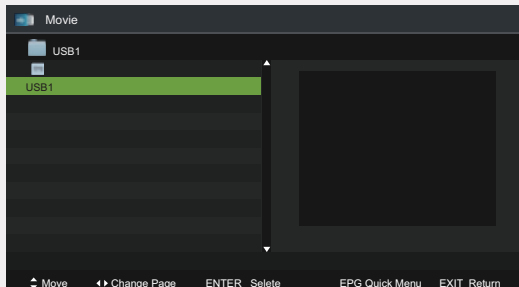 Movie
USB1
USB1
Move Change Page ENTER Selete EPG Quick Menu EXIT Return